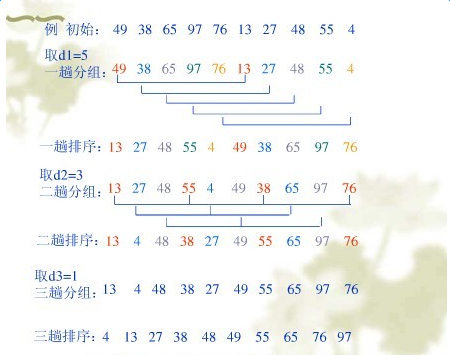 例 初始： 49 38 65 97 76 13 27 48 55 4
取d1=5
一趟分组：49 38 65 97 76 13 27 48 55 4
一趟排序：13 27 48 55 4 49 38 65 97 76
取d2=3
二趟分组：13 27 48 55 4 49 38 65 97 76
二趟排序：13 4 48 38 27 49 55 65 97 76
取d3=1
三趟分组：13 4 48 38 27 49 55 65 97 76
三趟排序：4 13 27 38 48 49 55 65 76 97